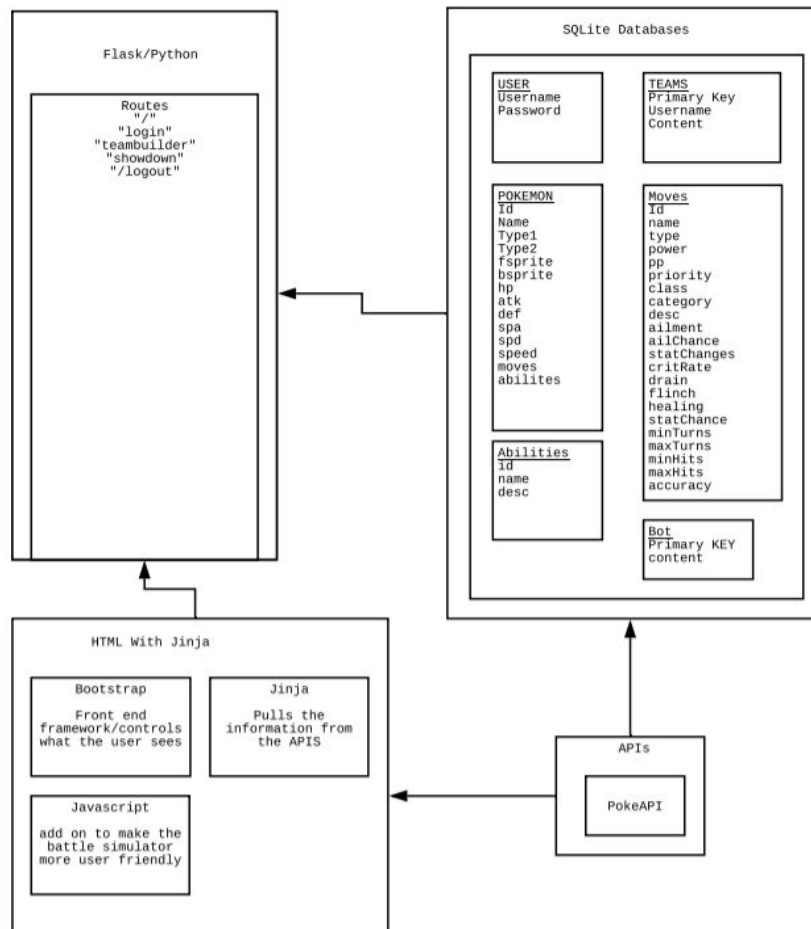 Flask/Python
Routes
"/"
"login"
"teambuilder"
"showdown"
"/logout"
SQLite Databases
USER
Username
Password
TEAMS
Primary Key
Username
Content
POKEMON
Id
Name
Type1
Type2
fsprite
bsprite
hp
atk
def
spa
spd
speed
moves
abilites
Moves
Id
name
type
power
pp
priority
class
category
desc
ailment
ailChance
statChanges
critRate
drain
flinch
healing
statChance
minTurns
maxTurns
minHits
maxHits
accuracy
Abilities
id
name
desc
Bot
Primary KEY
content
HTML With Jinja
Bootstrap
Front end
framework/controls
what the user sees
Jinja
Pulls the
information from
the APIS
Javascript
add on to make the
battle simulator
more user friendly
APIs
PokeAPI